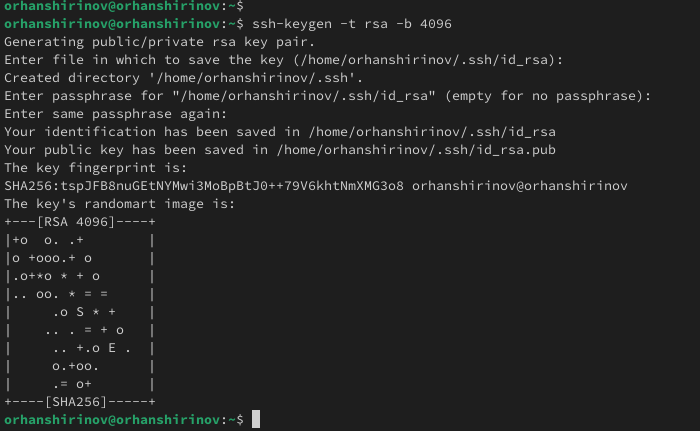 orhanshirinov@orhanshirinov:~$
orhanshirinov@orhanshirinov:~$ ssh-keygen -t rsa -b 4096
Generating public/private rsa key pair.
Enter file in which to save the key (/home/orhanshirinov/.ssh/id_rsa):
Created directory '/home/orhanshirinov/.ssh'.
Enter passphrase for "/home/orhanshirinov/.ssh/id_rsa" (empty for no passphrase):
Enter same passphrase again:
Your identification has been saved in /home/orhanshirinov/.ssh/id_rsa
Your public key has been saved in /home/orhanshirinov/.ssh/id_rsa.pub
The key fingerprint is:
SHA256:tspJFB8nuGEtNYMwi3MoBpBtJ0++79V6khtNmXMG3o8 orhanshirinov@orhanshirinov
The key's randomart image is:
+---[RSA 4096]----+
|+o  o. .+        |
|o +ooo.+ o       |
|.o+*o * + o      |
|.. oo. * = =     |
|     .o S * +    |
|    .. . = + o   |
|     .. +.o E .  |
|     o.+oo.      |
|     .= o+       |
+----[SHA256]-----+
orhanshirinov@orhanshirinov:~$